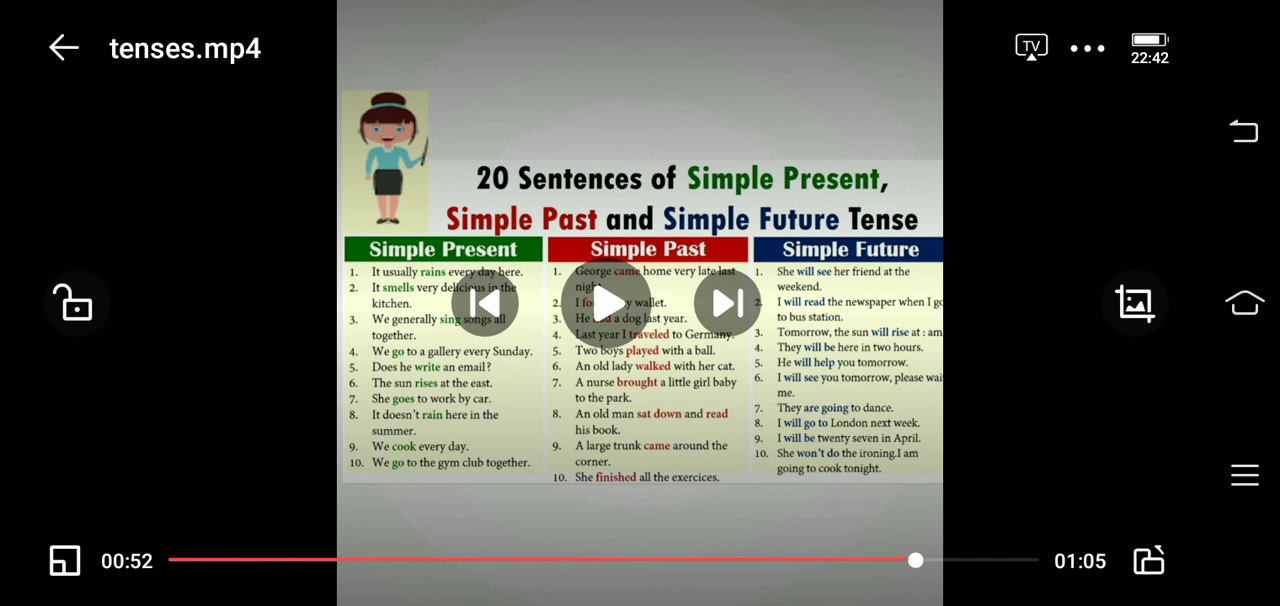 tenses.mp4
TV
22:42
20 Sentences of Simple Present,
Simple Past and Simple Future Tense
Simple Present
1. It usually rains every day here.
2. It smells very delicious in the
kitchen.
3. We generally sing songs all
together.
4. We go to a gallery every Sunday.
5. Does he write an email?
6. The sun rises at the east.
7. She goes to work by car.
8. It doesn't rain here in the
summer.
9. We cook every day.
10. We go to the gym club together.
Simple Past
1. George came home very late last
2. I wallet.
3. He a dog last year.
4. Last year I traveled to Germany.
5. Two boys played with a ball.
6. An old lady walked with her cat.
7. A nurse brought a little girl baby
to the park.
8. An old man sat down and read
his book.
9. A large trunk came around the
corner.
10. She finished all the exercices.
Simple Future
1. She will see her friend at the
weekend.
2. I will read the newspaper when I
to bus station.
3. Tomorrow, the sun will rise at : am
4. They will be here in two hours.
5. He will help you tomorrow.
6. I will see you tomorrow, please
me.
7. They are going to dance.
8. I will go to London next week.
9. I will be twenty seven in April.
10. She won't do the ironing.I am
going to cook tonight.
00:52
01:05